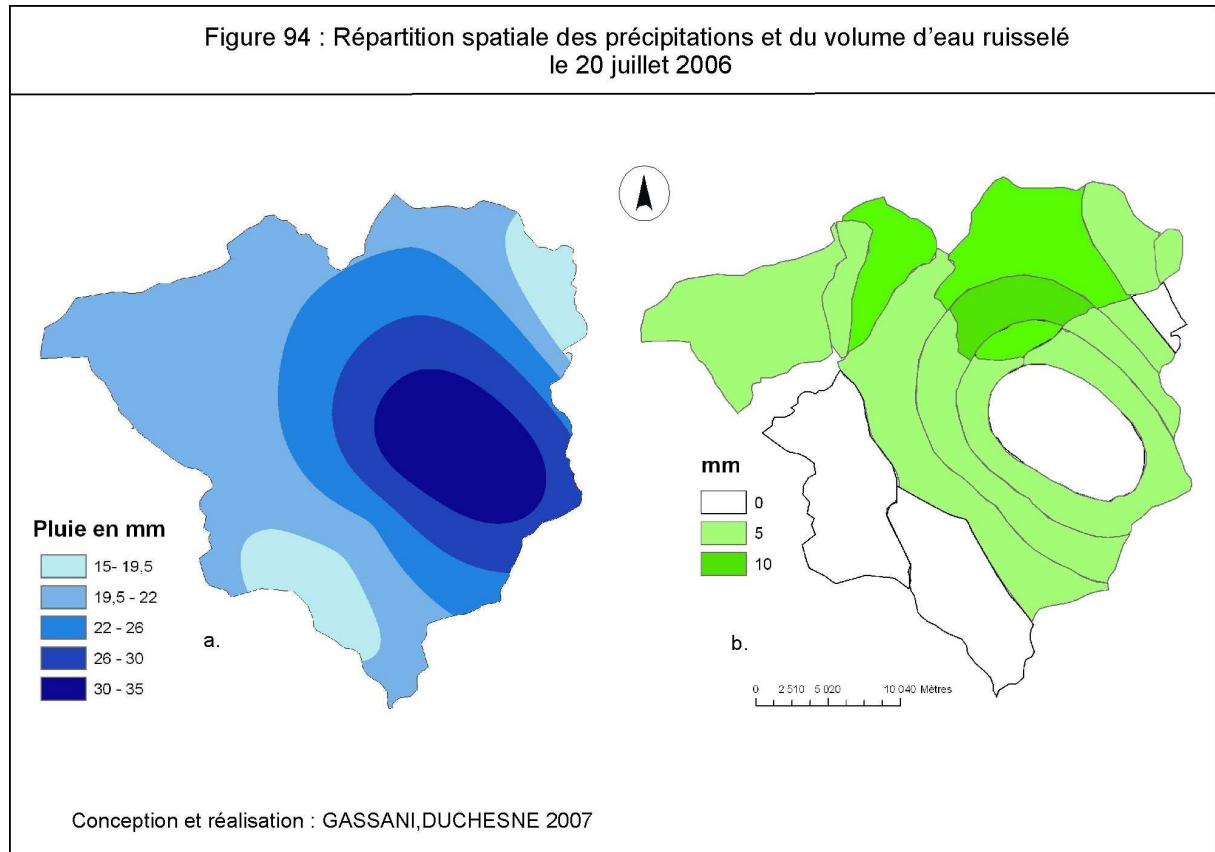 Figure 94 : Répartition spatiale des précipitations et du volume d'eau ruisselé
le 20 juillet 2006
Pluie en mm
15- 19,5
19,5 - 22
22 - 26
26 - 30
30 - 35
a.
mm
0
5
10
b.
0 2 510 5 020 10 040 Mètres
Conception et réalisation : GASSANI,DUCHESNE 2007